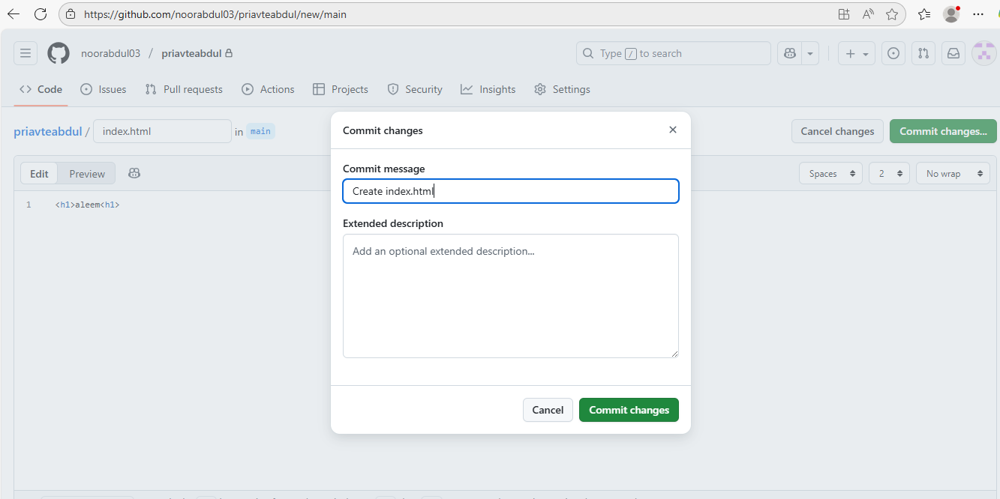 https://github.com/noorabdul03/priavteabdul/new/main
noorabdul03 / priavteabdul
Type / to search
Code Issues Pull requests Actions Projects Security Insights Settings
priavteabdul / index.html in main
Cancel changes Commit changes...
Edit Preview
Spaces 2 No wrap
1 <h1>aleem<h1>
Commit changes
Commit message
Create index.html
Extended description
Add an optional extended description...
Cancel Commit changes